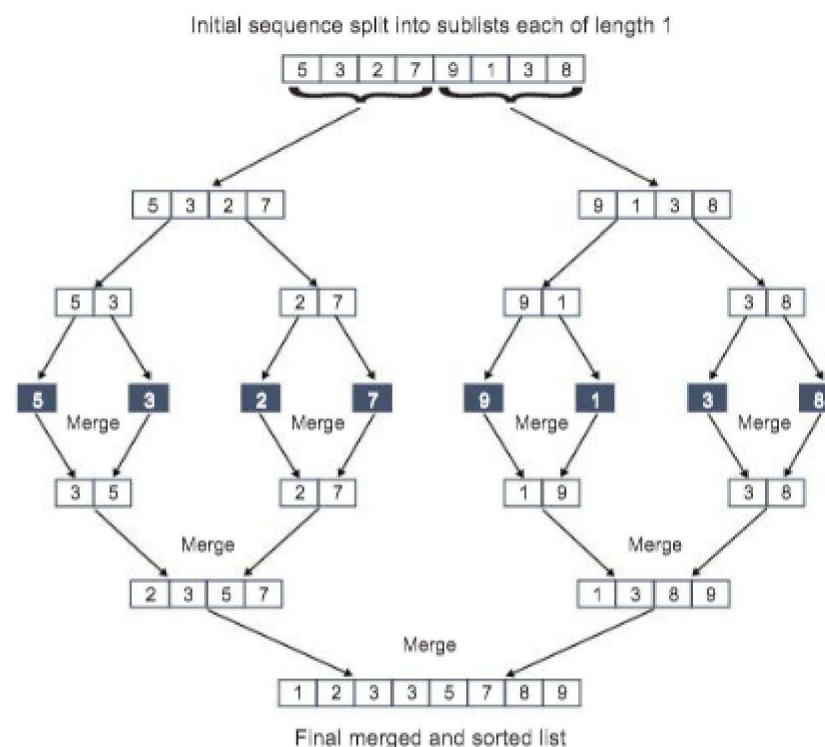 Initial sequence split into sublists each of length 1
5 3 2 7 9 1 3 8
5 3 2 7 9 1 3 8
5 3 2 7 9 1 3 8
5 3 2 7 9 1 3 8
Merge Merge Merge Merge
3 5 2 7 1 9 3 8
Merge Merge
2 3 5 7 1 3 8 9
Merge
1 2 3 3 5 7 8 9
Final merged and sorted list